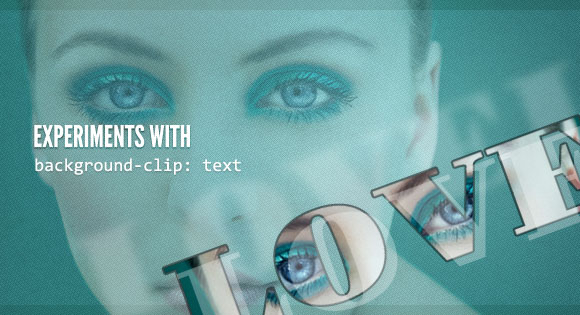 EXPERIMENTS WITH
background-clip: text
LOVE